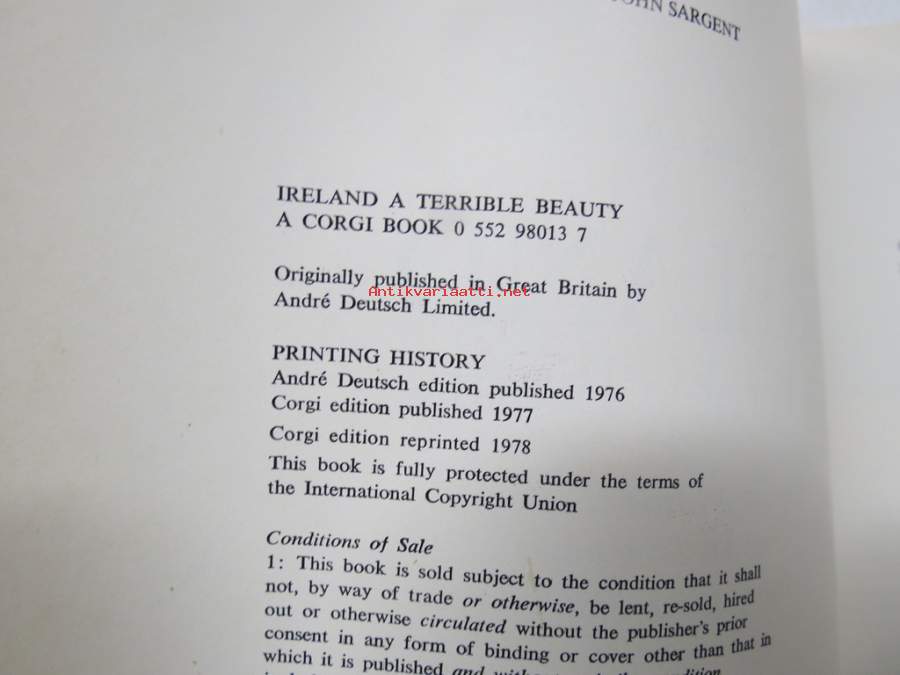 JOHN SARGENT
IRELAND A TERRIBLE BEAUTY
A CORGI BOOK 0 552 98013 7
Originally published in Great Britain by
Antikvariaatti.net
André Deutsch Limited.
PRINTING HISTORY
André Deutsch edition published 1976
Corgi edition published 1977
Corgi edition reprinted 1978
This book is fully protected under the terms of
the International Copyright Union
Conditions of Sale
1: This book is sold subject to the condition that it shall
not, by way of trade or otherwise, be lent, re-sold, hired
out or otherwise circulated without the publisher's prior
consent in any form of binding or cover other than that in
which it is published and without
condition